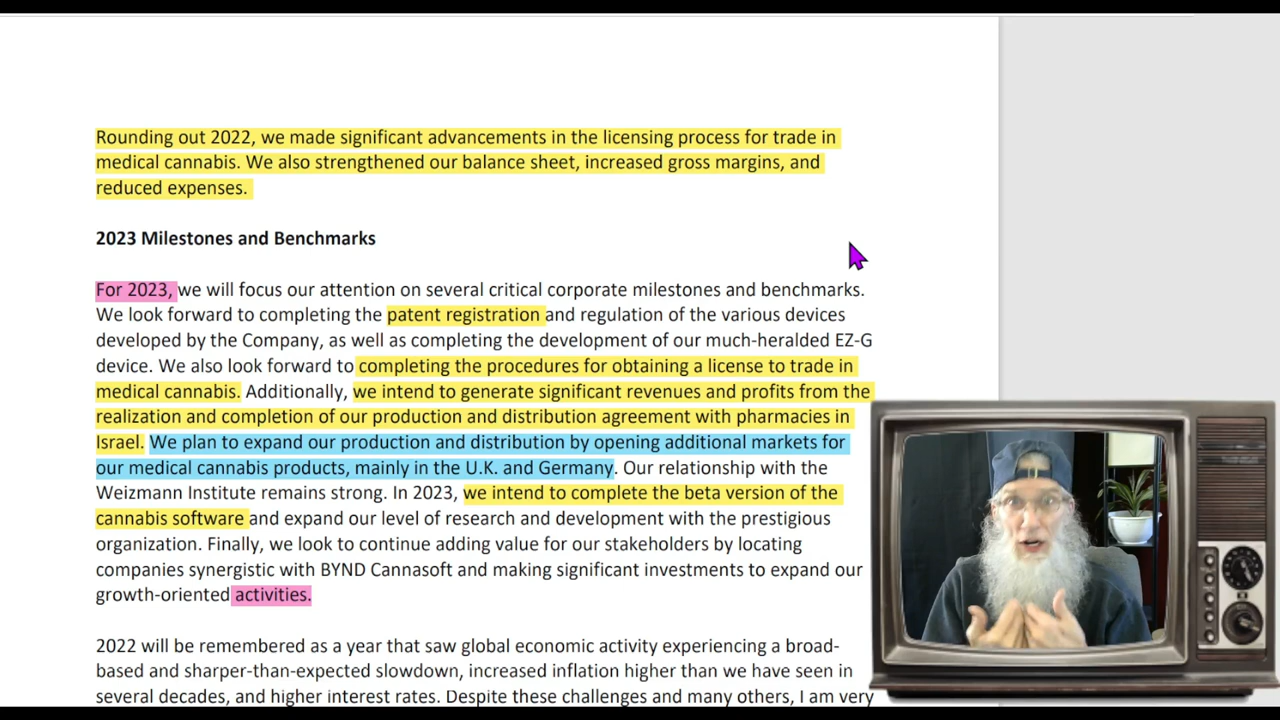 Rounding out 2022, we made significant advancements in the licensing process for trade in
medical cannabis. We also strengthened our balance sheet, increased gross margins, and
reduced expenses.
2023 Milestones and Benchmarks
For 2023, we will focus our attention on several critical corporate milestones and benchmarks.
We look forward to completing the patent registration and regulation of the various devices
developed by the Company, as well as completing the development of our much-heralded EZ-G
device. We also look forward to completing the procedures for obtaining a license to trade in
medical cannabis. Additionally, we intend to generate significant revenues and profits from the
realization and completion of our production and distribution agreement with pharmacies in
Israel. We plan to expand our production and distribution by opening additional markets for
our medical cannabis products, mainly in the U.K. and Germany. Our relationship with the
Weizmann Institute remains strong. In 2023, we intend to complete the beta version of the
cannabis software and expand our level of research and development with the prestigious
organization. Finally, we look to continue adding value for our stakeholders by locating
companies synergistic with BYND Cannasoft and making significant investments to expand our
growth-oriented activities.
2022 will be remembered as a year that saw global economic activity experiencing a broad-
based and sharper-than-expected slowdown, increased inflation higher than we have seen in
several decades, and higher interest rates. Despite these challenges and many others, I am very